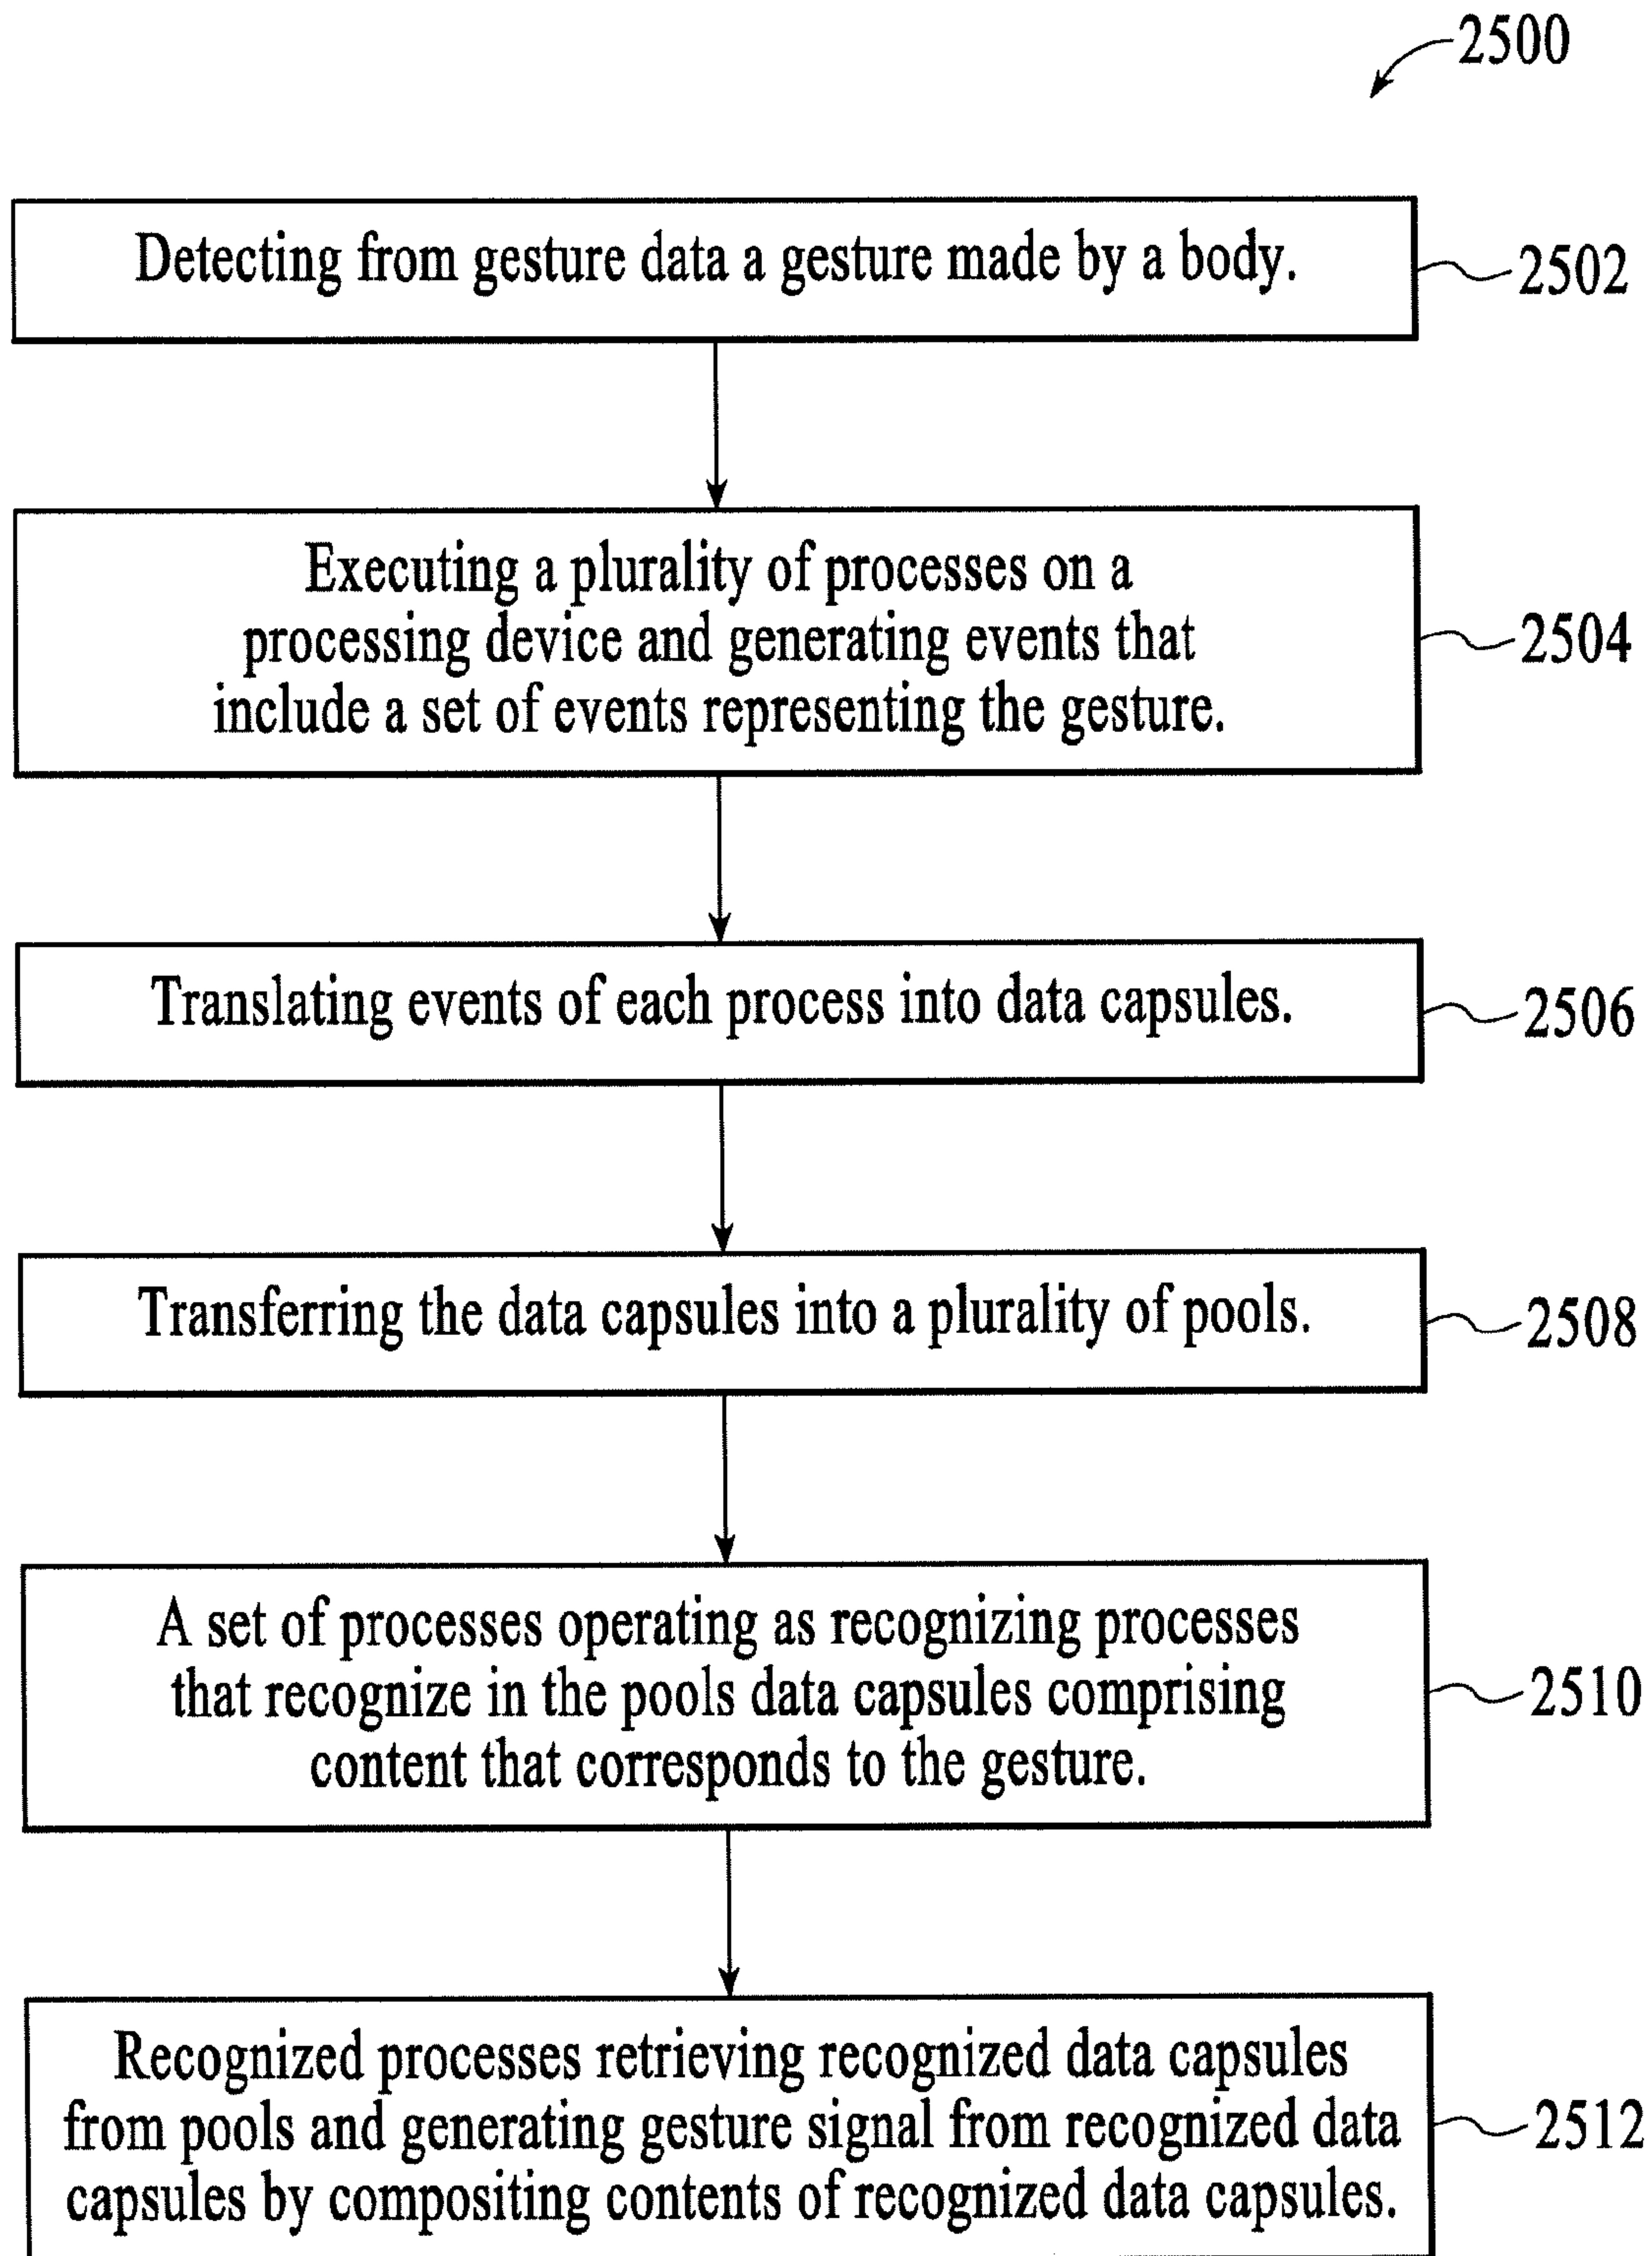 2500
Detecting from gesture data a gesture made by a body.
2502
Executing a plurality of processes on a
processing device and generating events that
include a set of events representing the gesture.
2504
Translating events of each process into data capsules.
2506
Transferring the data capsules into a plurality of pools.
2508
A set of processes operating as recognizing processes
that recognize in the pools data capsules comprising
content that corresponds to the gesture.
2510
Recognized processes retrieving recognized data capsules
from pools and generating gesture signal from recognized data
capsules by compositing contents of recognized data capsules.
2512